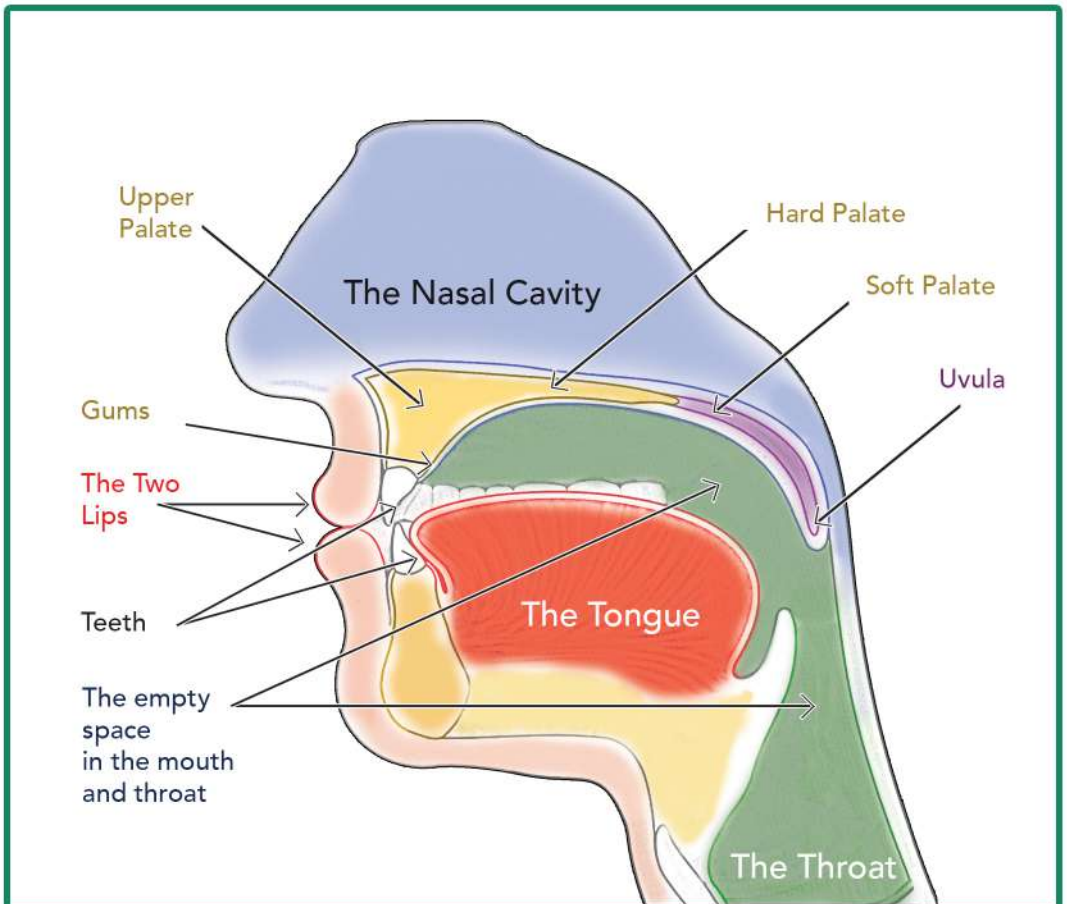 Upper
Palate
Hard Palate
The Nasal Cavity
Soft Palate
Uvula
Gums
The Two
Lips
Teeth
The Tongue
The empty
space
in the mouth
and throat
The Throat